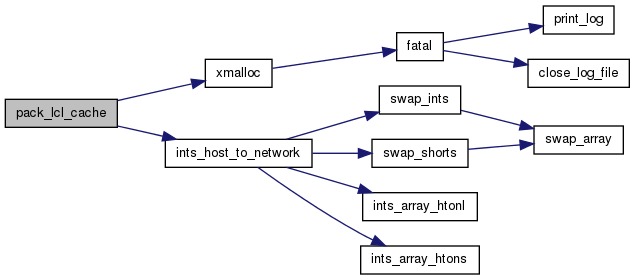 print_log
fatal
xmalloc
close_log_file
swap_ints
pack_lcl_cache
swap_array
ints_host_to_network
swap_shorts
ints_array_htonl
ints_array_htons